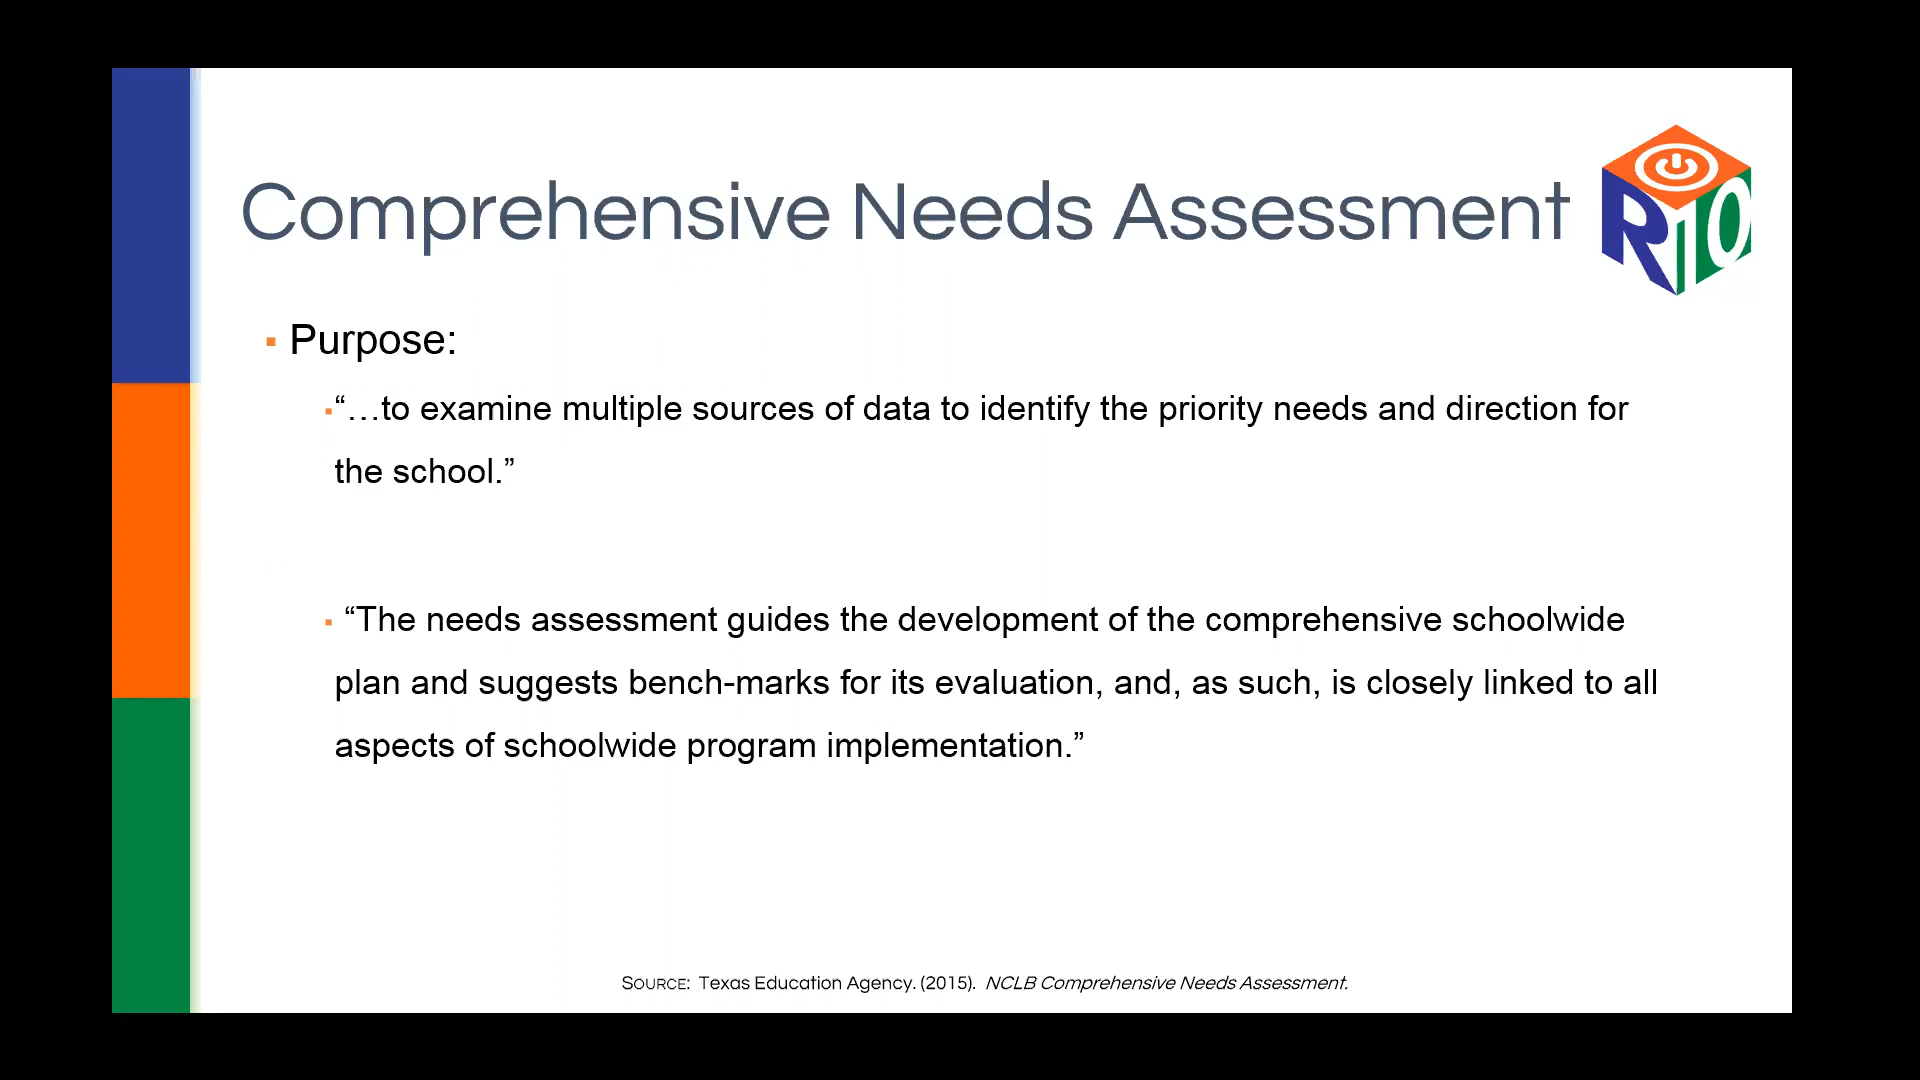 Comprehensive Needs Assessment
R10
▪ Purpose:
▪“…to examine multiple sources of data to identify the priority needs and direction for
the school.”
▪ “The needs assessment guides the development of the comprehensive schoolwide
plan and suggests bench-marks for its evaluation, and, as such, is closely linked to all
aspects of schoolwide program implementation.”
SOURCE: Texas Education Agency. (2015). NCLB Comprehensive Needs Assessment.